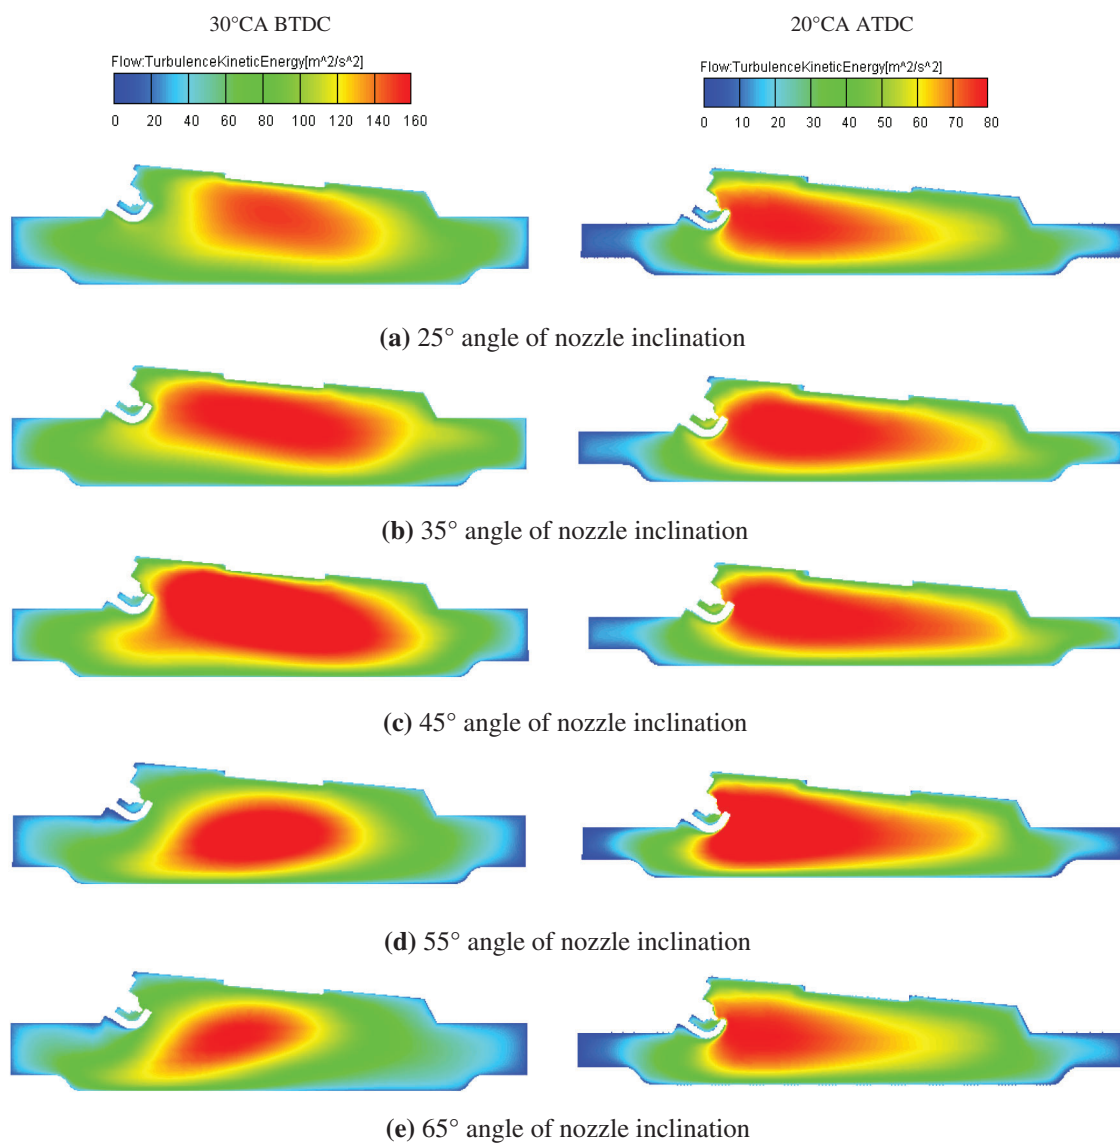 30°CA BTDC
20°CA ATDC
Flow:TurbulenceKineticEnergy[m^2/s^2]
0 20 40 60 80 100 120 140 160
Flow:TurbulenceKineticEnergy[m^2/s^2]
0 10 20 30 40 50 60 70 80
(a) 25° angle of nozzle inclination
(b) 35° angle of nozzle inclination
(c) 45° angle of nozzle inclination
(d) 55° angle of nozzle inclination
(e) 65° angle of nozzle inclination